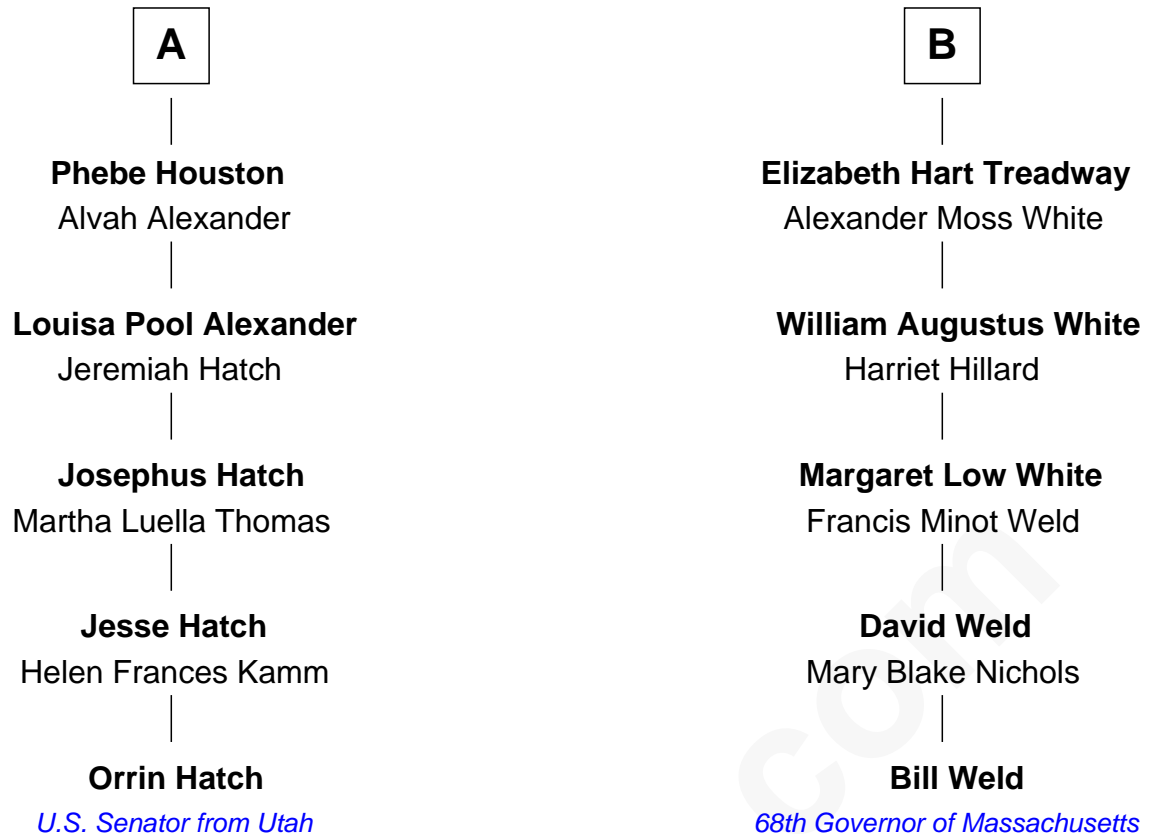 A
Phebe Houston
Alvah Alexander
Louisa Pool Alexander
Jeremiah Hatch
Josephus Hatch
Martha Luella Thomas
Jesse Hatch
Helen Frances Kamm
Orrin Hatch
U.S. Senator from Utah
B
Elizabeth Hart Treadway
Alexander Moss White
William Augustus White
Harriet Hillard
Margaret Low White
Francis Minot Weld
David Weld
Mary Blake Nichols
Bill Weld
68th Governor of Massachusetts
com